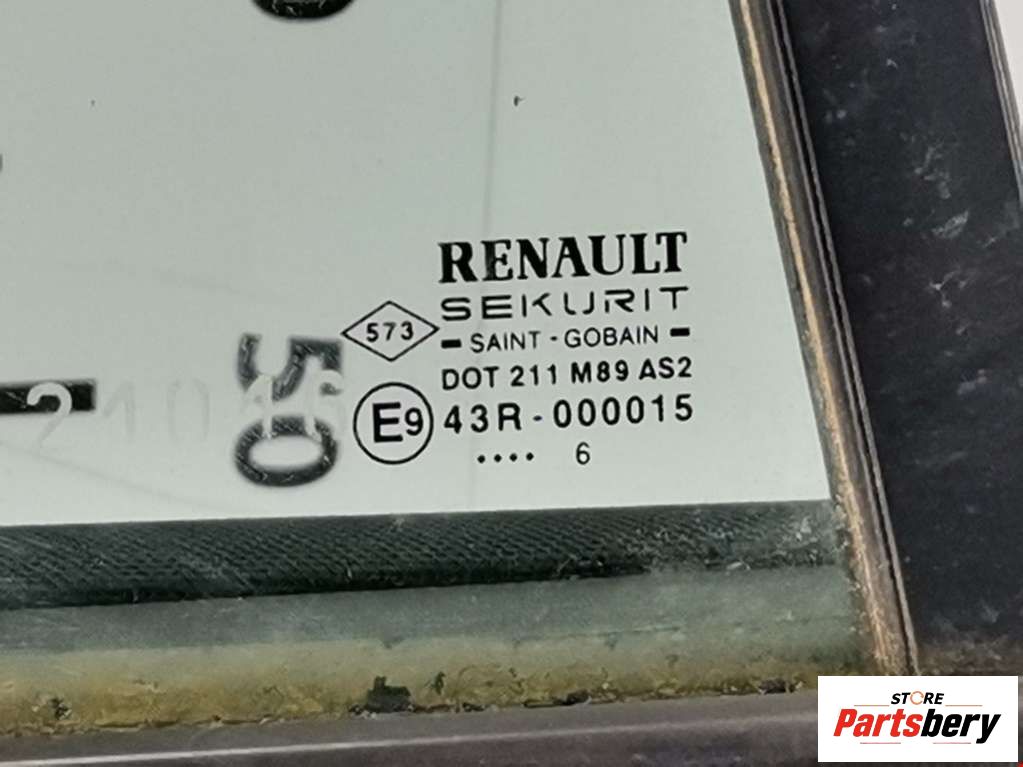 RENAULT
SEKURIT
573
- SAINT - GOBAIN -
DOT 211 M89 AS2
E9 43R - 000015
.... 6
50
STORE
Partsbery